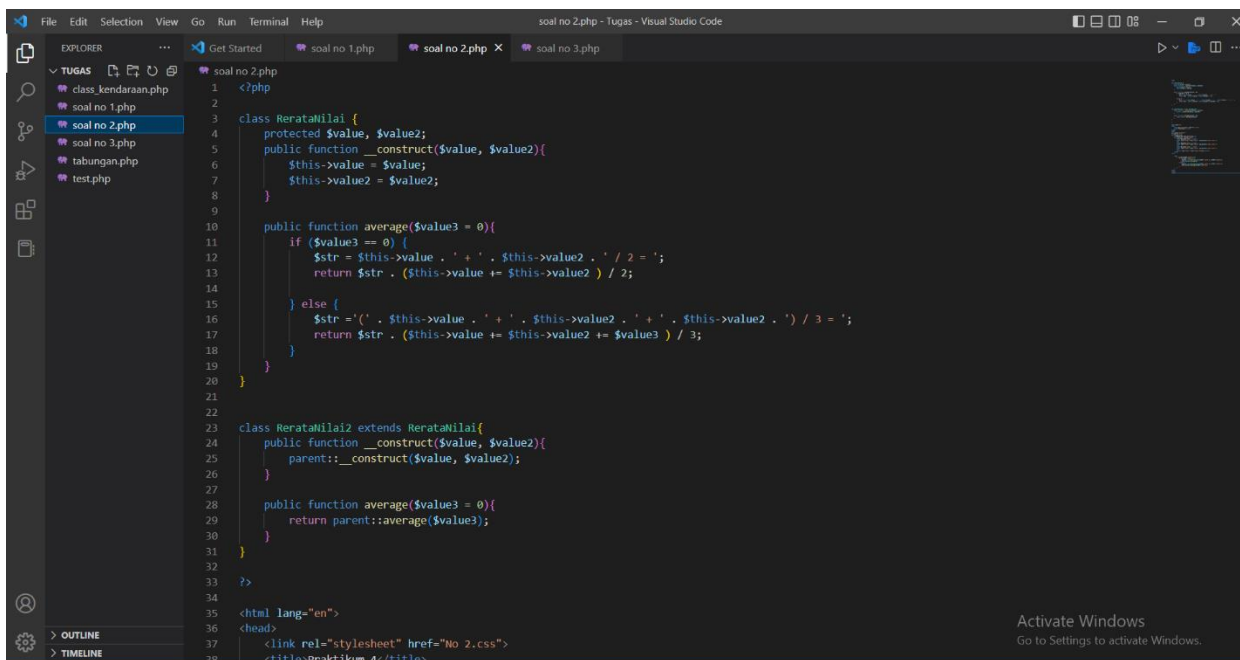 File Edit Selection View Go Run Terminal Help soal no 2.php - Tugas - Visual Studio Code
EXPLORER ... Get Started soal no 1.php soal no 2.php soal no 3.php
TUGAS
class_kendaraan.php
soal no 1.php
soal no 2.php
soal no 3.php
tabungan.php
test.php
OUTLINE
TIMELINE
soal no 2.php
1 <?php
2
3 class RerataNilai {
4 protected $value, $value2;
5 public function __construct($value, $value2){
6 $this->value = $value;
7 $this->value2 = $value2;
8 }
9
10 public function average($value3 = 0){
11 if ($value3 == 0) {
12 $str = $this->value . ' + ' . $this->value2 . ' / 2 = ';
13 return $str . ($this->value += $this->value2 ) / 2;
14
15 } else {
16 $str ='(' . $this->value . ' + ' . $this->value2 . ' + ' . $this->value2 . ') / 3 = ';
17 return $str . ($this->value += $this->value2 += $value3 ) / 3;
18 }
19 }
20 }
21
22
23 class RerataNilai2 extends RerataNilai{
24 public function __construct($value, $value2){
25 parent::__construct($value, $value2);
26 }
27
28 public function average($value3 = 0){
29 return parent::average($value3);
30 }
31 }
32
33 ?>
34
35 <html lang="en">
36 <head>
37 <link rel="stylesheet" href="No 2.css">
38 <title>Praktikum 4</title>
Activate Windows
Go to Settings to activate Windows.